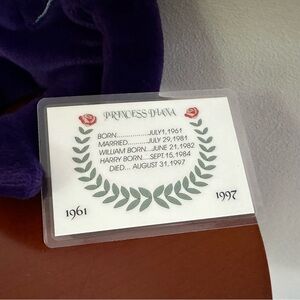 PRINCESS DIANA
BORN...............JULY 1, 1961
MARRIED...........JULY 29, 1981
WILLIAM BORN...JUNE 21, 1982
HARRY BORN....SEPT. 15, 1984
DIED.... AUGUST 31, 1997
1961
1997